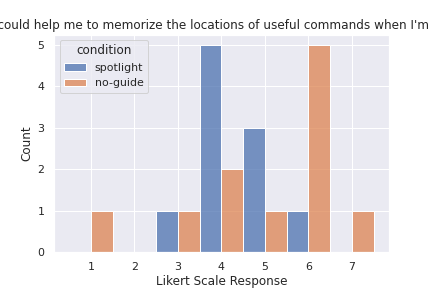 could help me to memorize the locations of useful commands when I'm
condition
spotlight
no-guide
Count
5
4
3
2
1
0
1 2 3 4 5 6 7
Likert Scale Response